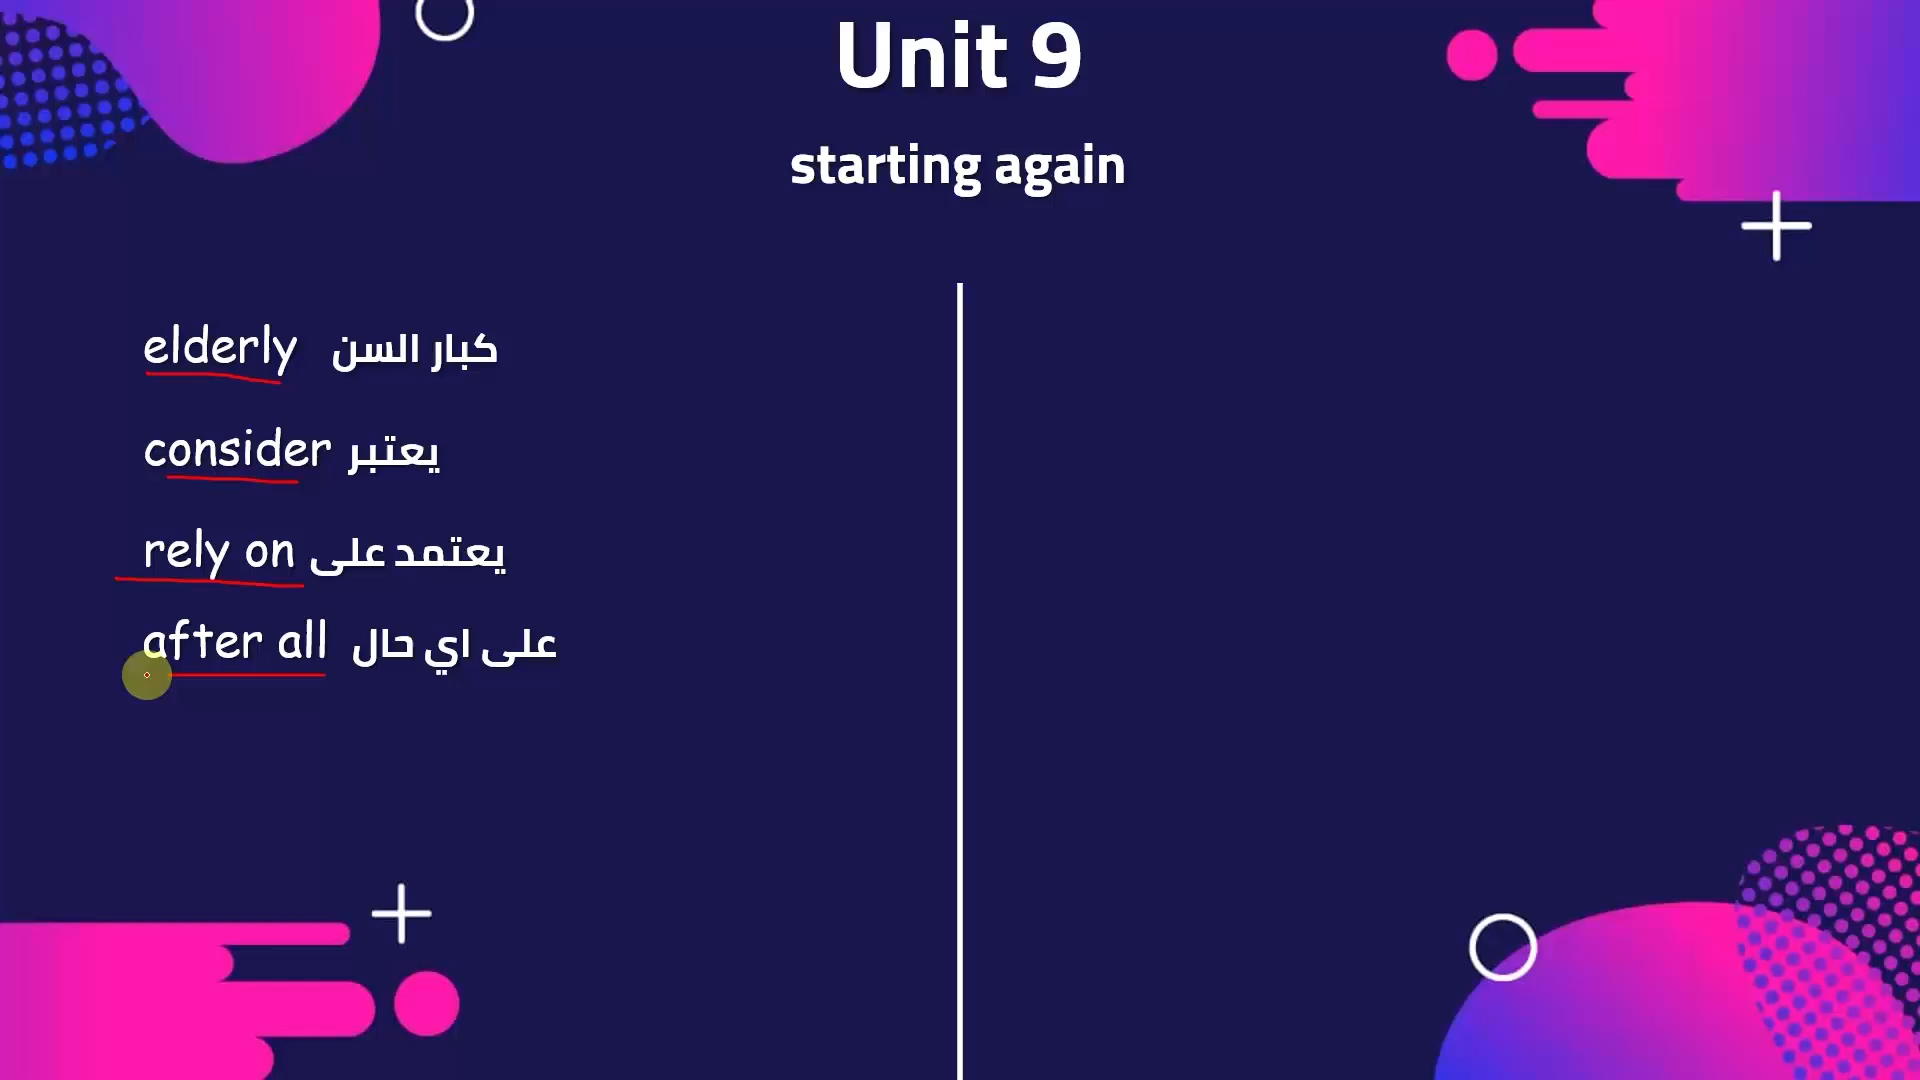 Unit 9
starting again
elderly كبار السن
consider يعتبر
rely on يعتمد على
after all على اي حال